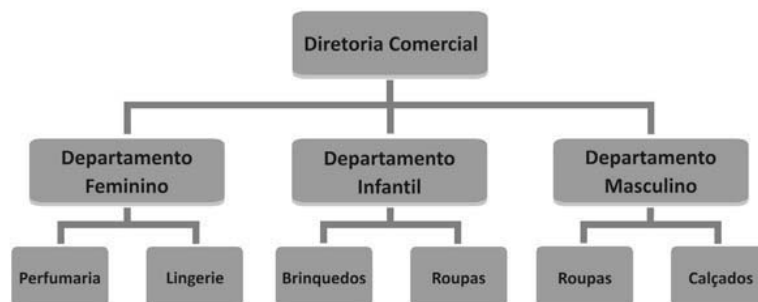 Diretoria Comercial
Departamento
Feminino
Departamento
Infantil
Departamento
Masculino
Perfumaria
Lingerie
Brinquedos
Roupas
Roupas
Calçados